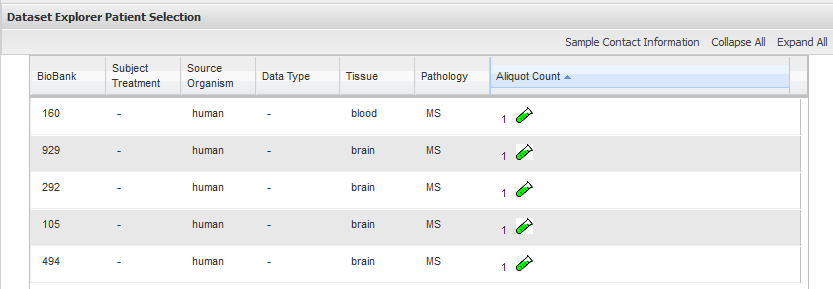 Dataset Explorer Patient Selection
Sample Contact Information Collapse All Expand All
BioBank Subject Treatment Source Organism Data Type Tissue Pathology Aliquot Count
160 - human - blood MS 1
929 - human - brain MS 1
292 - human - brain MS 1
105 - human - brain MS 1
494 - human - brain MS 1